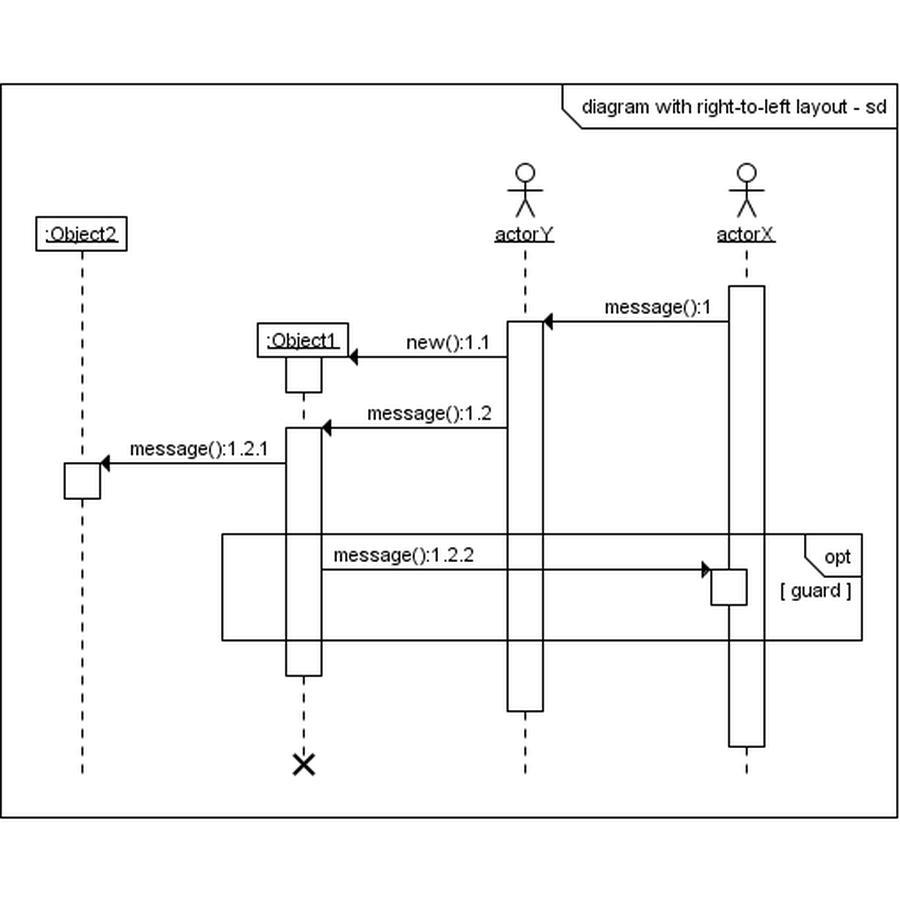 diagram with right-to-left layout - sd
:Object2
actorY
actorX
message():1
:Object1
new():1.1
message():1.2
message():1.2.1
message():1.2.2
opt
[ guard ]